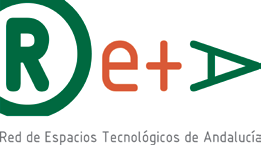 Re+A
Red de Espacios Tecnológicos de Andalucía